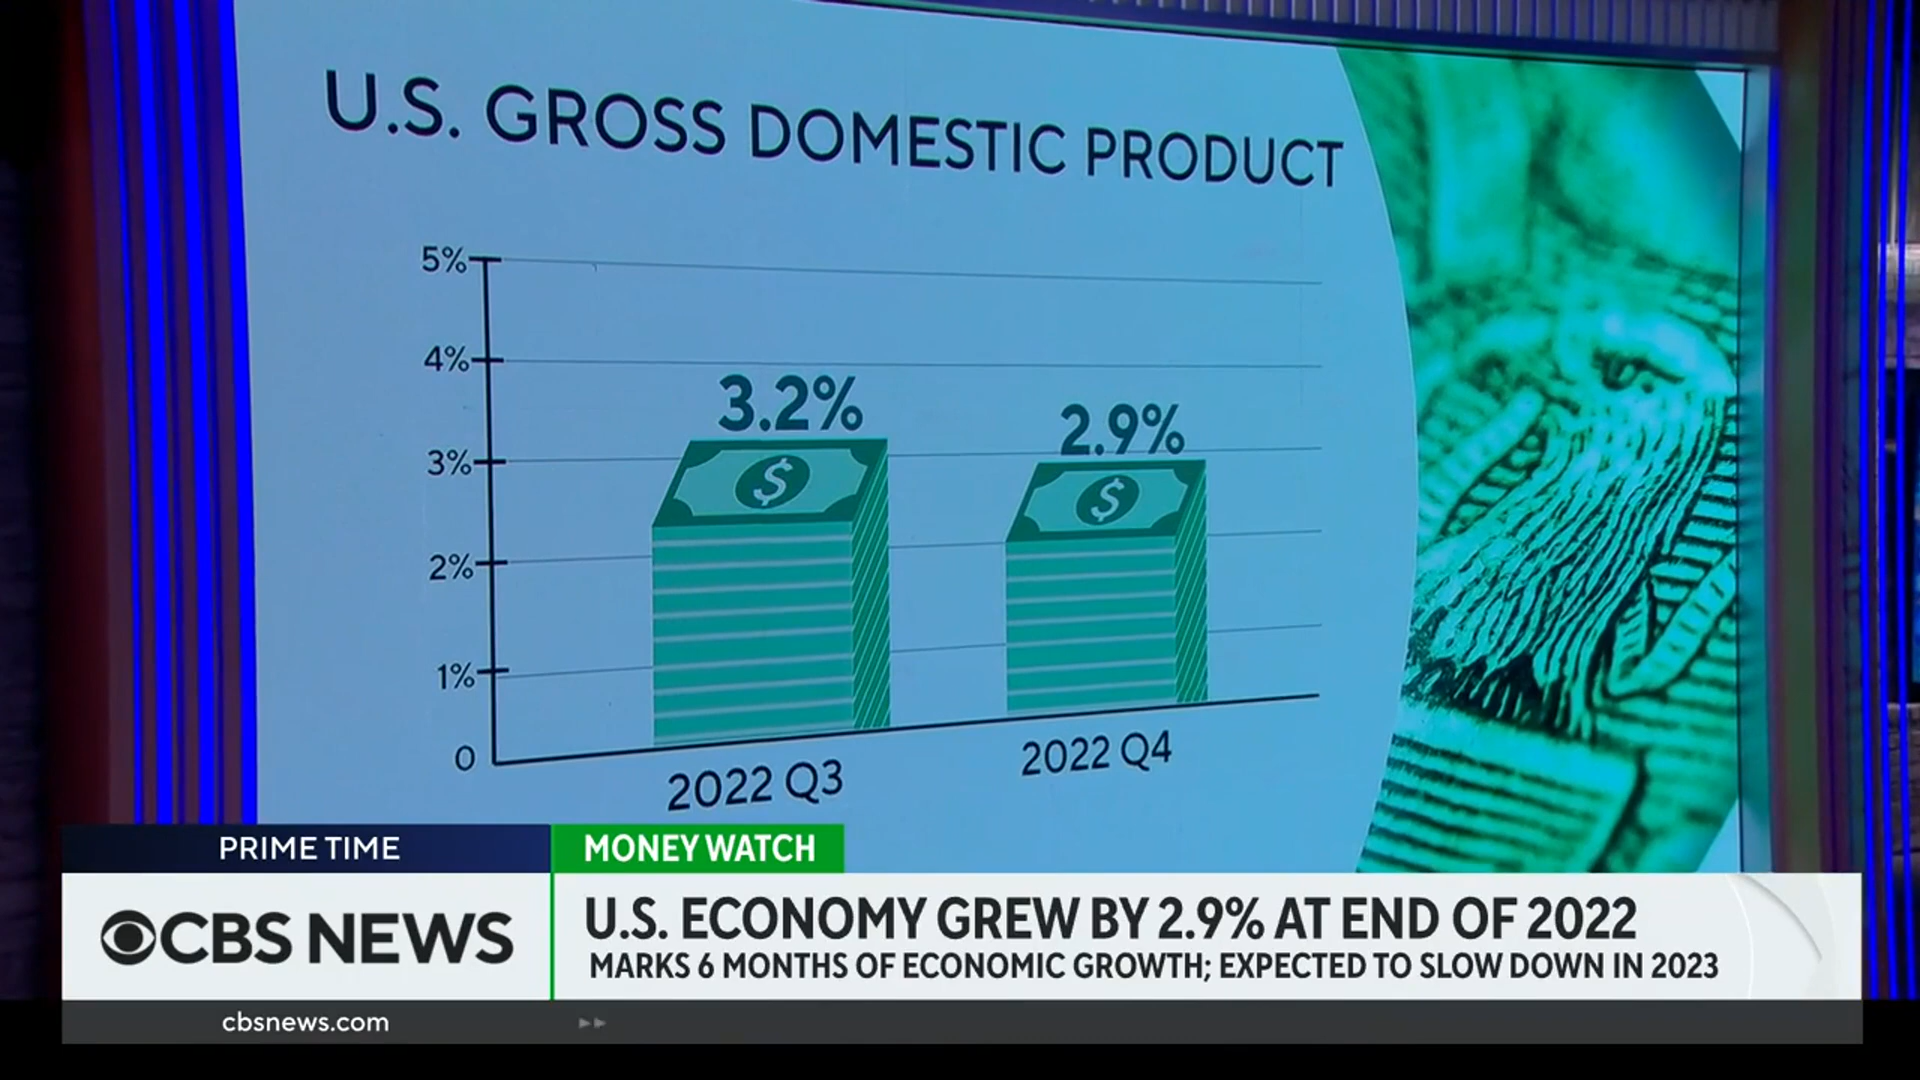 U.S. GROSS DOMESTIC PRODUCT
5%
4%
3%
2%
1%
0
3.2%
2.9%
$
$
2022 Q3
2022 Q4
PRIME TIME
MONEY WATCH
CBS NEWS
U.S. ECONOMY GREW BY 2.9% AT END OF 2022
MARKS 6 MONTHS OF ECONOMIC GROWTH; EXPECTED TO SLOW DOWN IN 2023
cbsnews.com